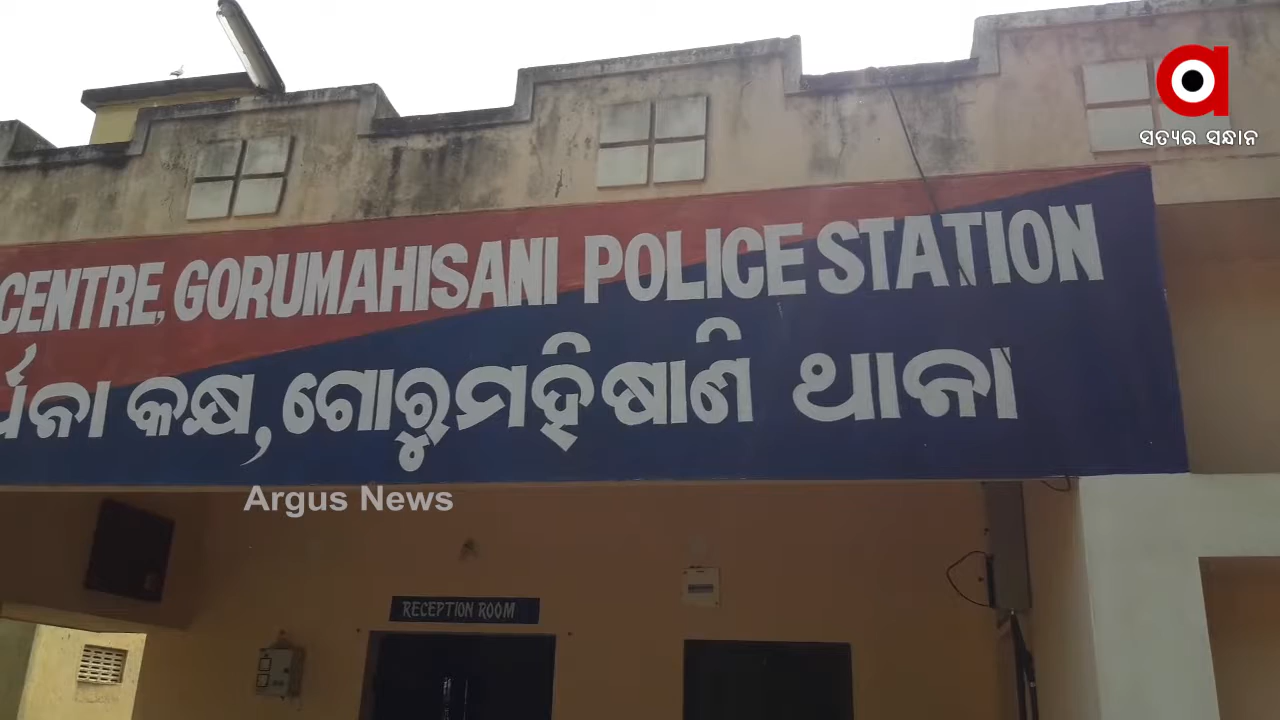 ସତ୍ୟର ସନ୍ଧାନ
CENTRE, GORUMAHISANI POLICE STATION
କକ୍ଷ, ଗୋରୁମହିଷାଣି ଥାନା
Argus News
RECEPTION ROOM